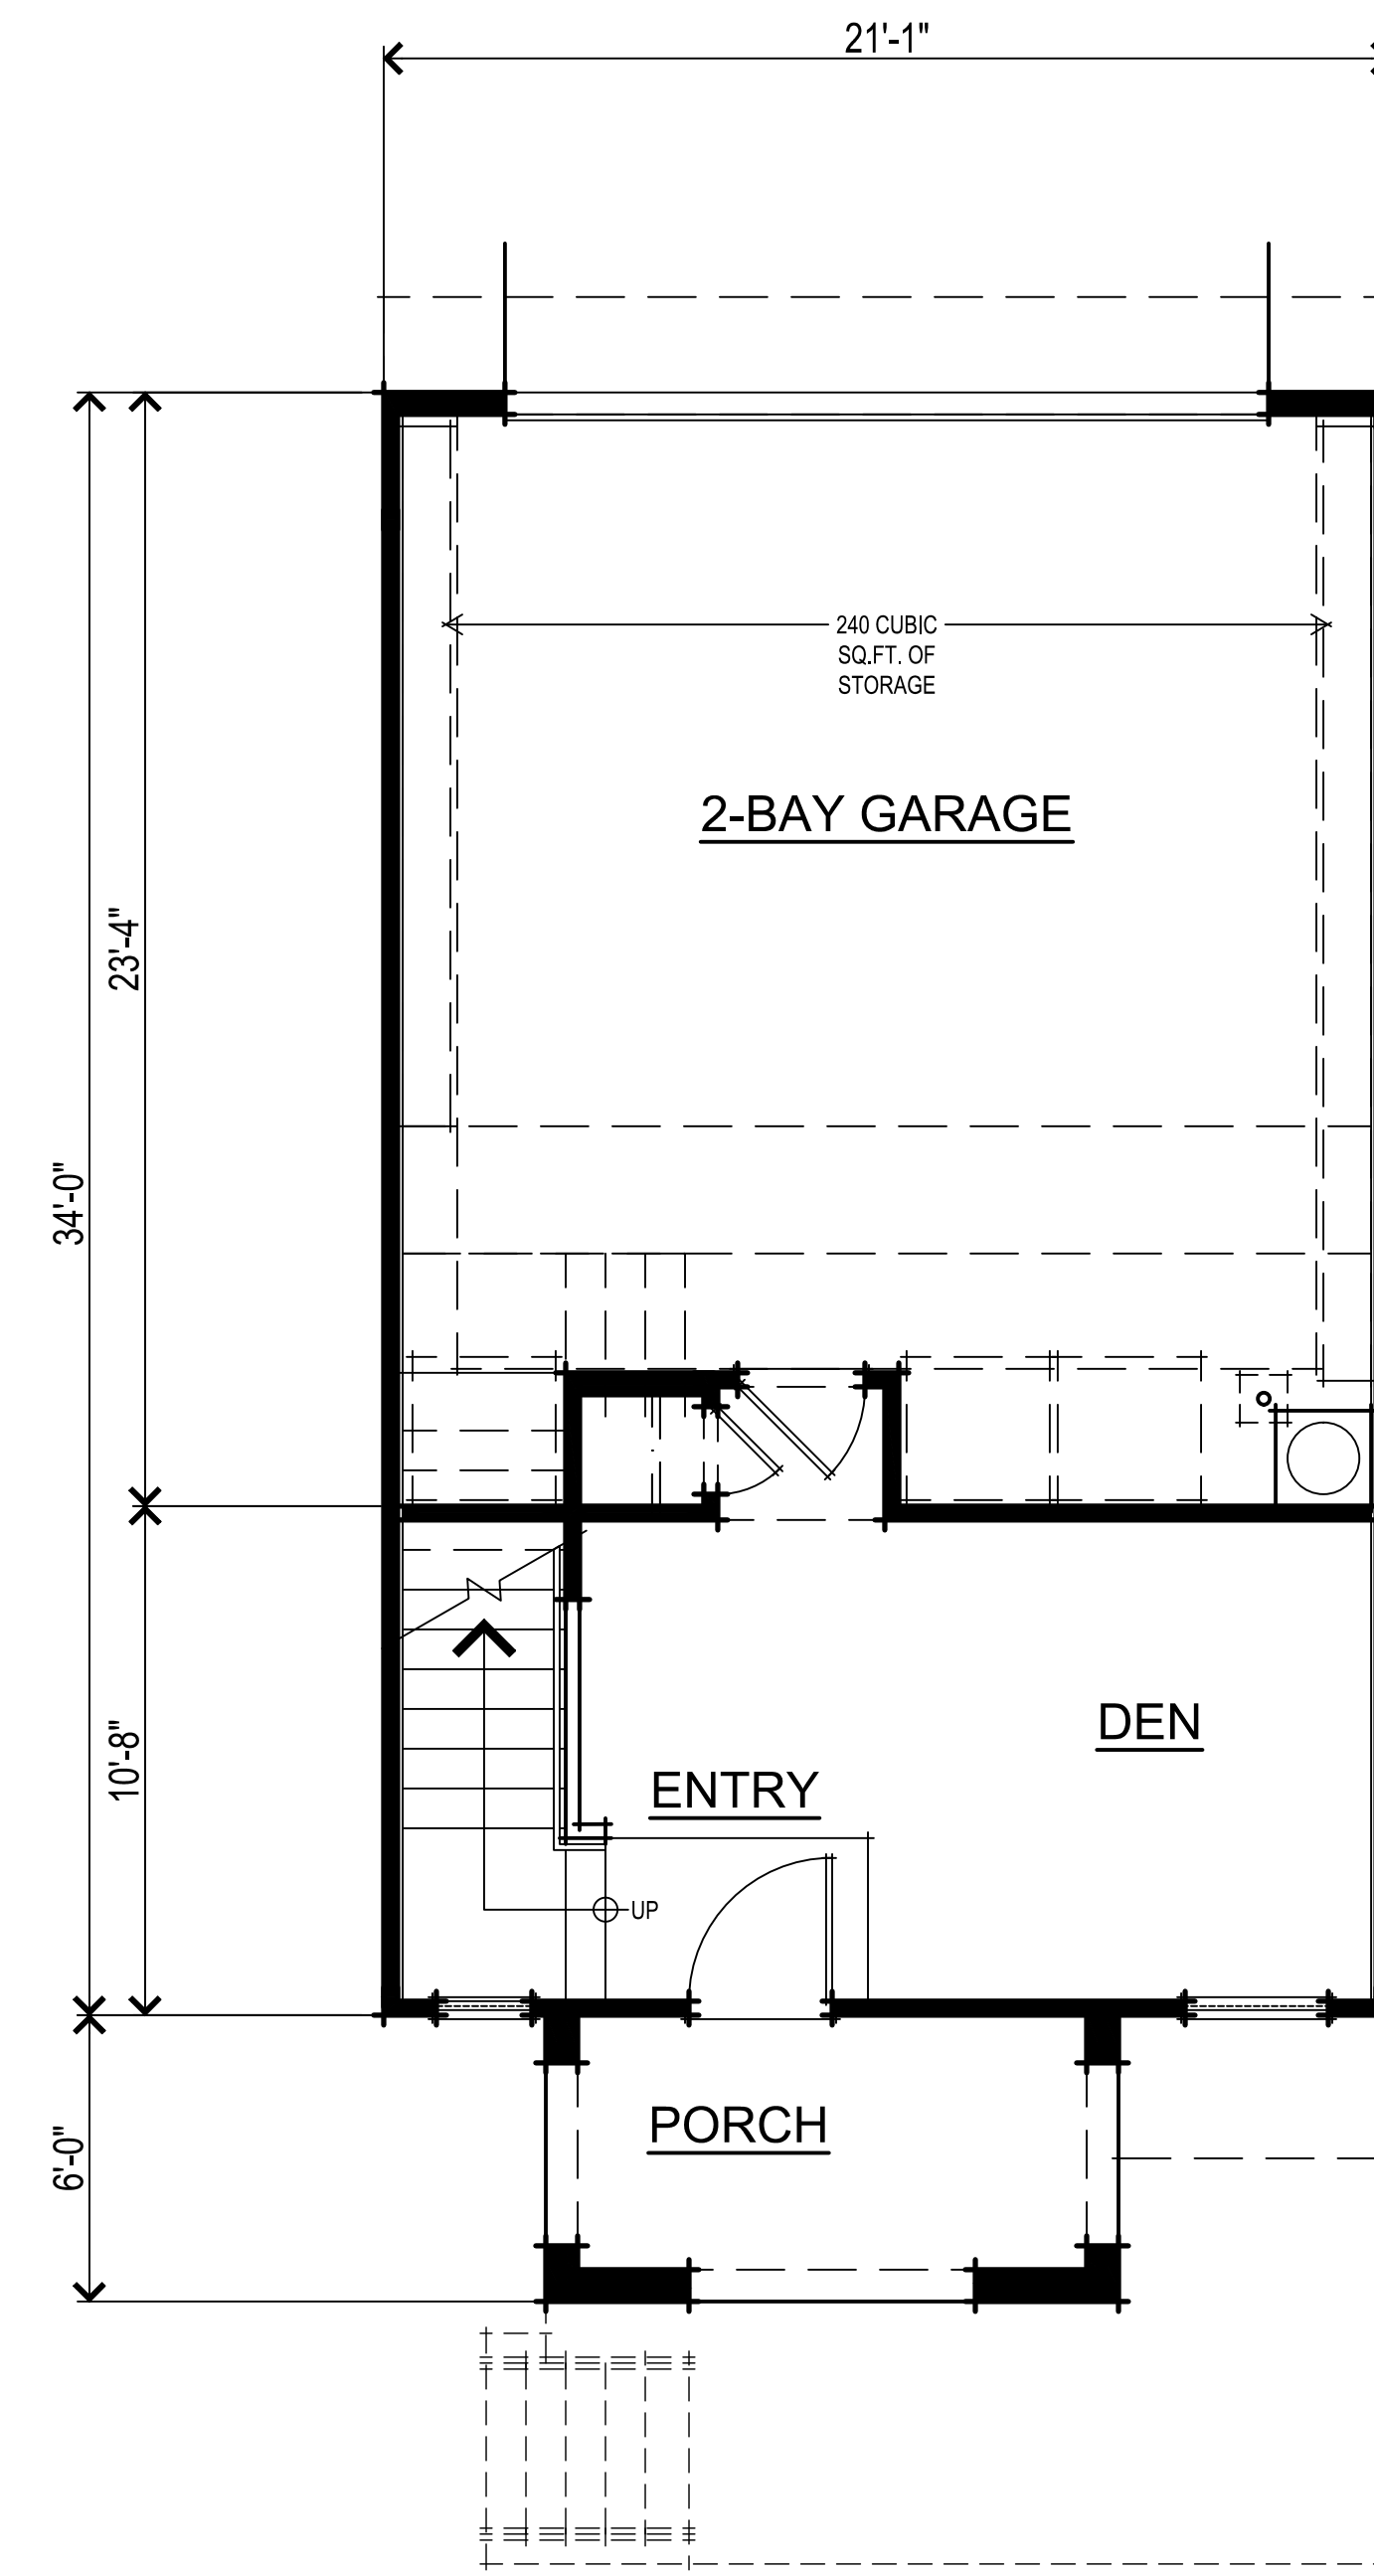 21'-1"
240 CUBIC
SQ.FT. OF
STORAGE
2-BAY GARAGE
23'-4"
34'-0"
DEN
10'-8"
ENTRY
UP
PORCH
6'-0"